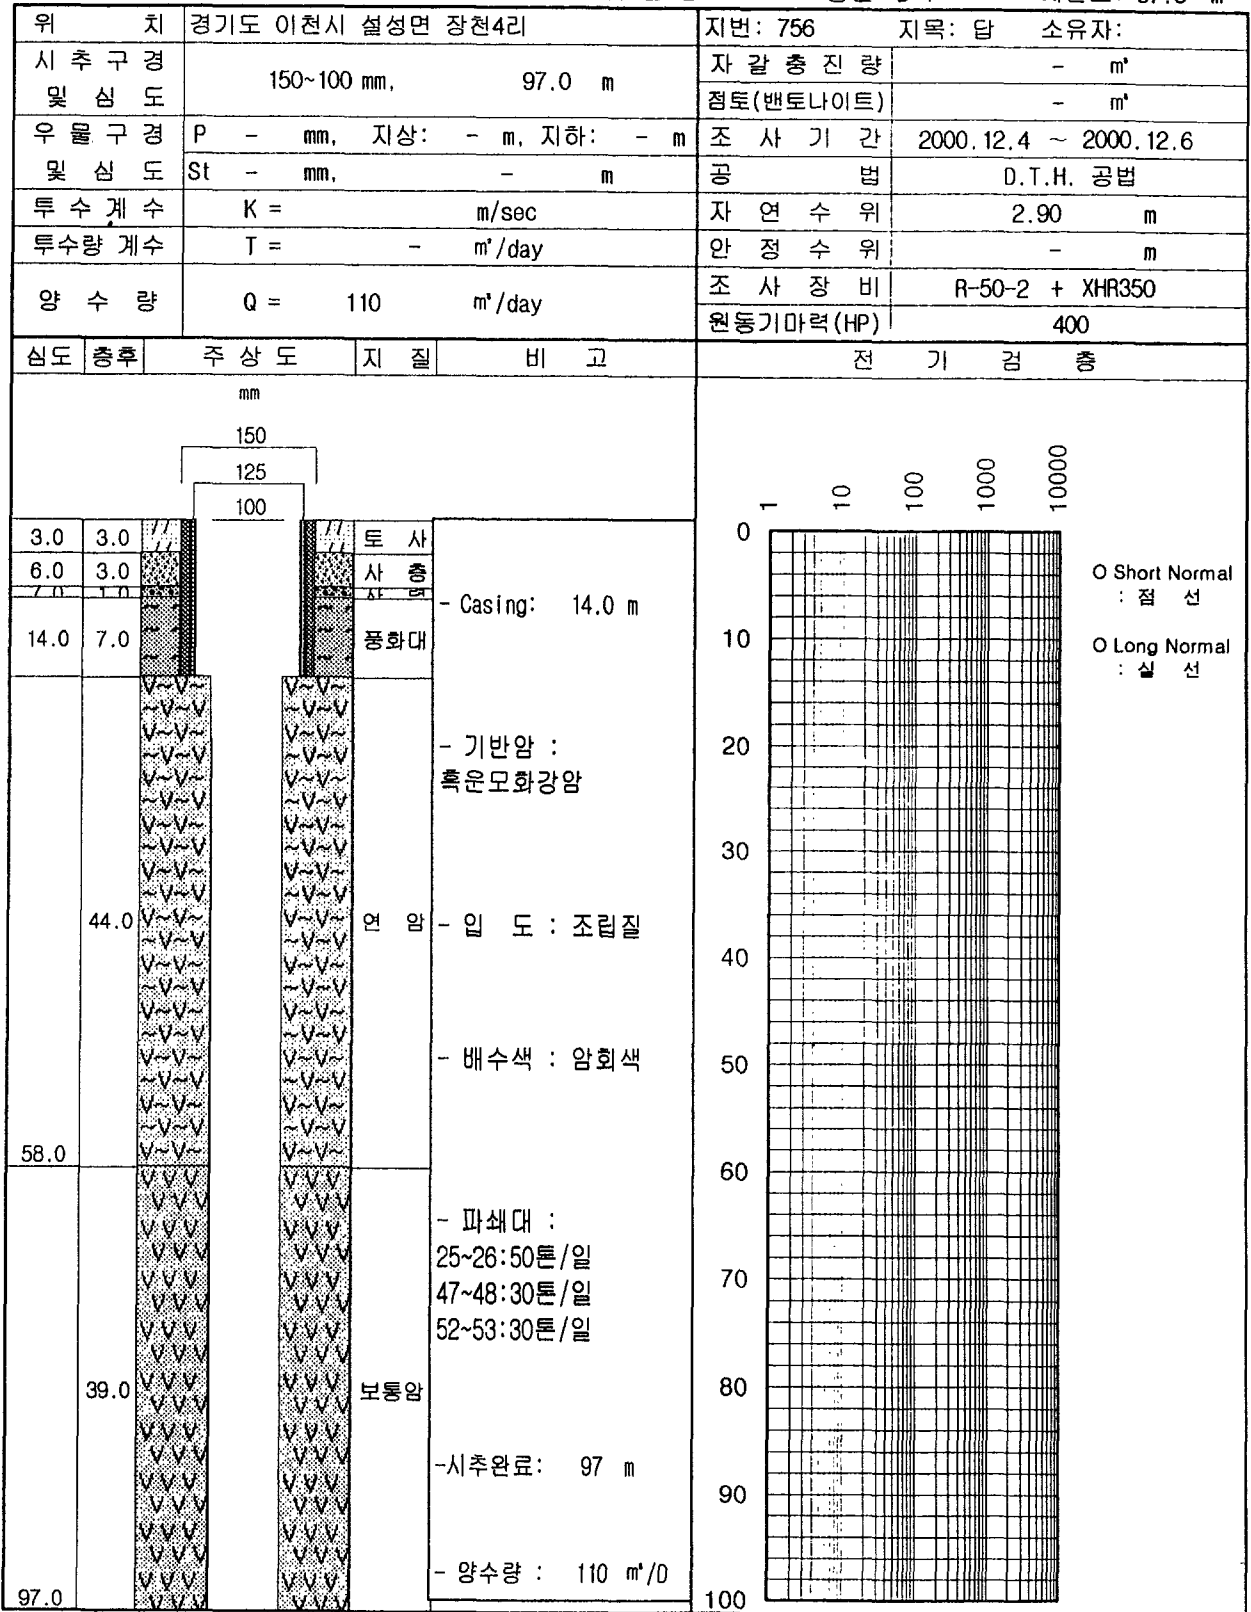 위 치 경기도 이천시 설성면 장천4리 지번: 756 지목: 답 소유자:
시추구경 및 심도 150~100 mm, 97.0 m
자갈충진량 - m³
점토(밴토나이트) - m³
우물구경 및 심도 P - mm, 지상: - m, 지하: - m
St - mm, - m
조사기간 2000.12.4 ~ 2000.12.6
공 법 D.T.H. 공법
투수계수 K = m/sec
자연수위 2.90 m
투수량 계수 T = - m³/day
안정수위 - m
양수량 Q = 110 m³/day
조사장비 R-50-2 + XHR350
원동기마력(HP) 400
심도 층후 주상도 지 질 비 고 전 기 검 층
mm
150
125
100
3.0 3.0 토 사
6.0 3.0 사 층
7.0 1.0 사 력
- Casing: 14.0 m
14.0 7.0 풍화대
- 기반암 :
흑운모화강암
44.0 연 암
- 입 도 : 조립질
- 배수색 : 암회색
58.0
- 파쇄대 :
25~26:50톤/일
47~48:30톤/일
52~53:30톤/일
39.0 보통암
-시추완료: 97 m
- 양수량 : 110 m³/D
97.0
1 10 100 1000 10000
0
10
20
30
40
50
60
70
80
90
100
O Short Normal
: 점 선
O Long Normal
: 실 선